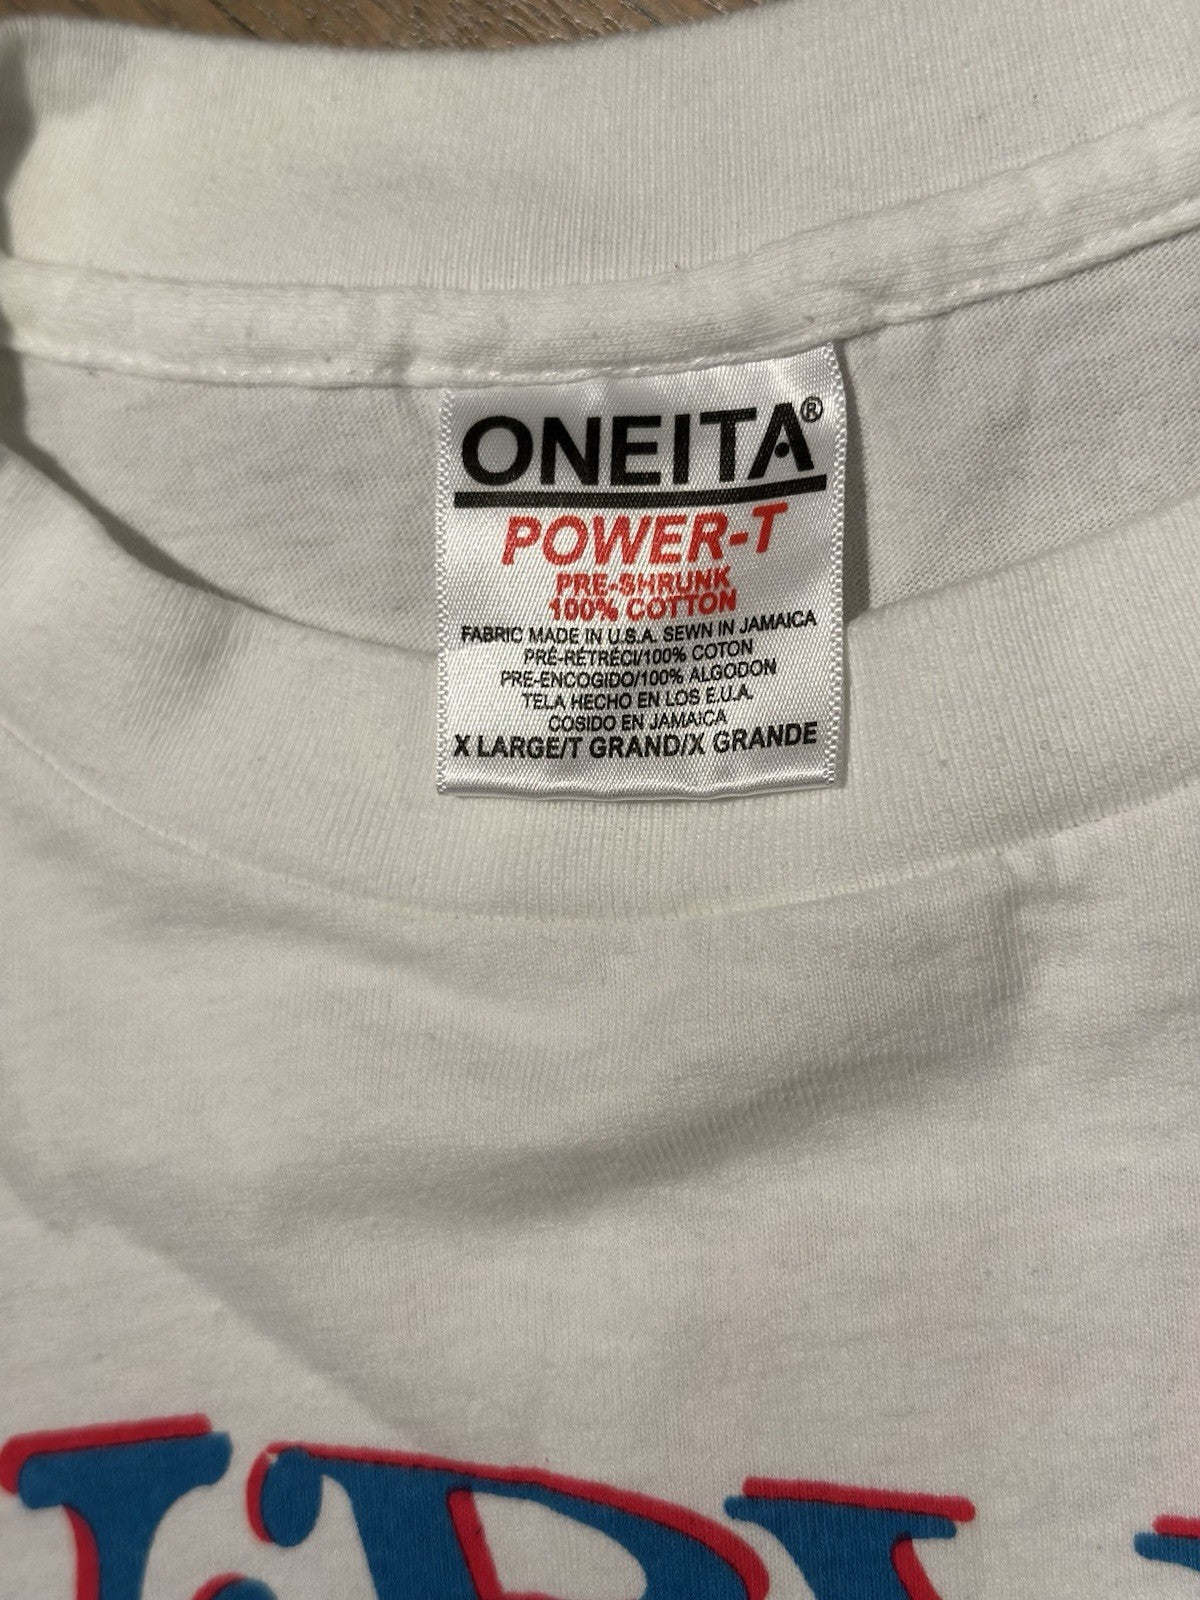 ONEITA®
POWER-T
PRE-SHRUNK
100% COTTON
FABRIC MADE IN U.S.A. SEWN IN JAMAICA
PRÉ-RÉTRÉCI/100% COTON
PRE-ENCOGIDO/100% ALGODON
TELA HECHO EN LOS E.U.A.
COSIDO EN JAMAICA
X LARGE/T GRAND/X GRANDE